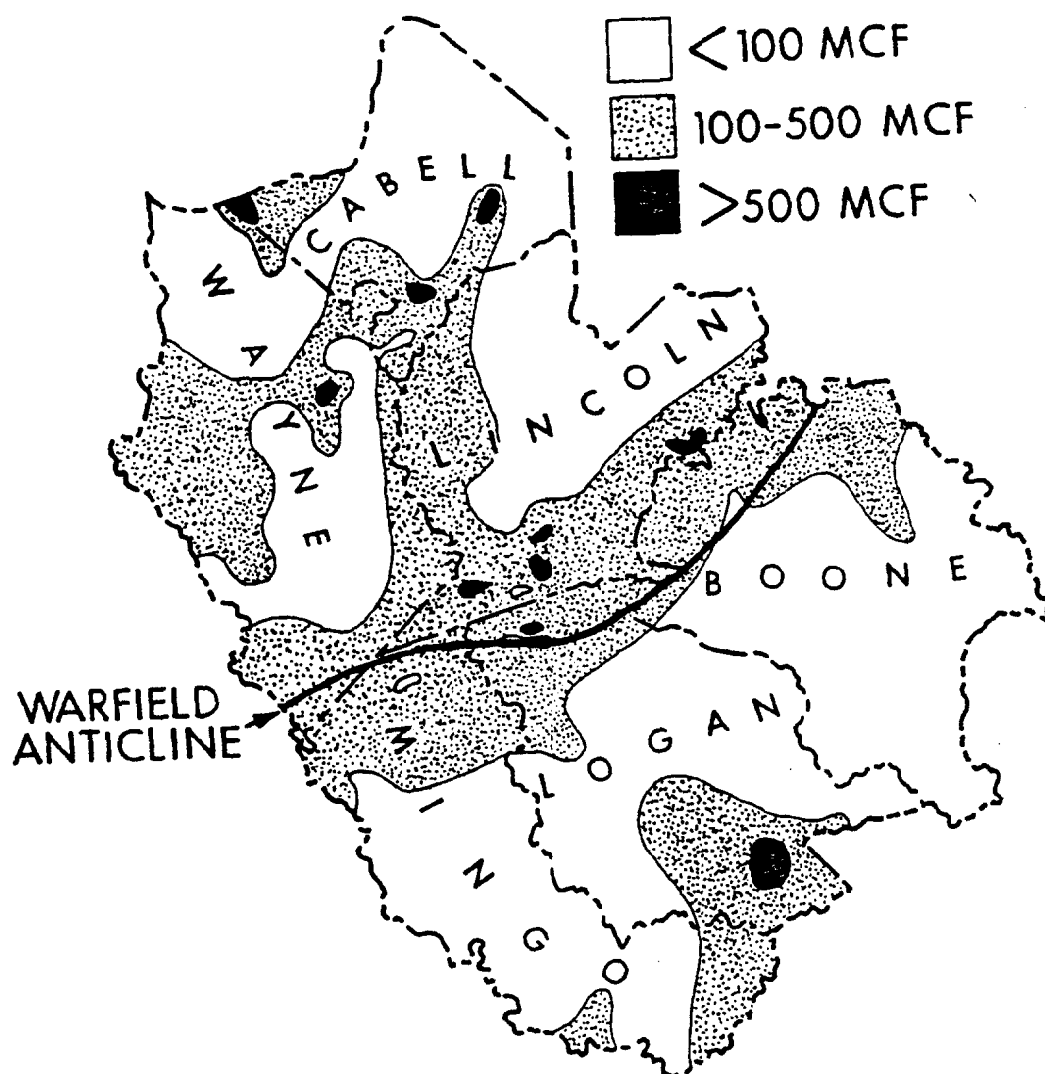 <100 MCF
100-500 MCF
>500 MCF
CABELL
WAYNE
LINCOLN
BOONE
WARFIELD
ANTICLINE
LOGAN
MINGO